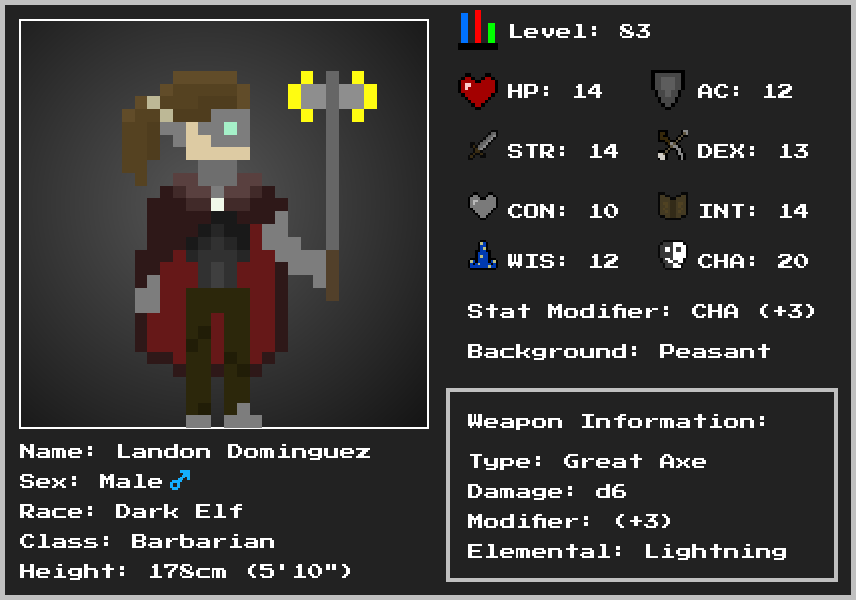 Level: 83
HP: 14 AC: 12
STR: 14 DEX: 13
CON: 10 INT: 14
WIS: 12 CHA: 20
Stat Modifier: CHA (+3)
Background: Peasant
Name: Landon Dominguez
Sex: Male ♂
Race: Dark Elf
Class: Barbarian
Height: 178cm (5'10")
Weapon Information:
Type: Great Axe
Damage: d6
Modifier: (+3)
Elemental: Lightning